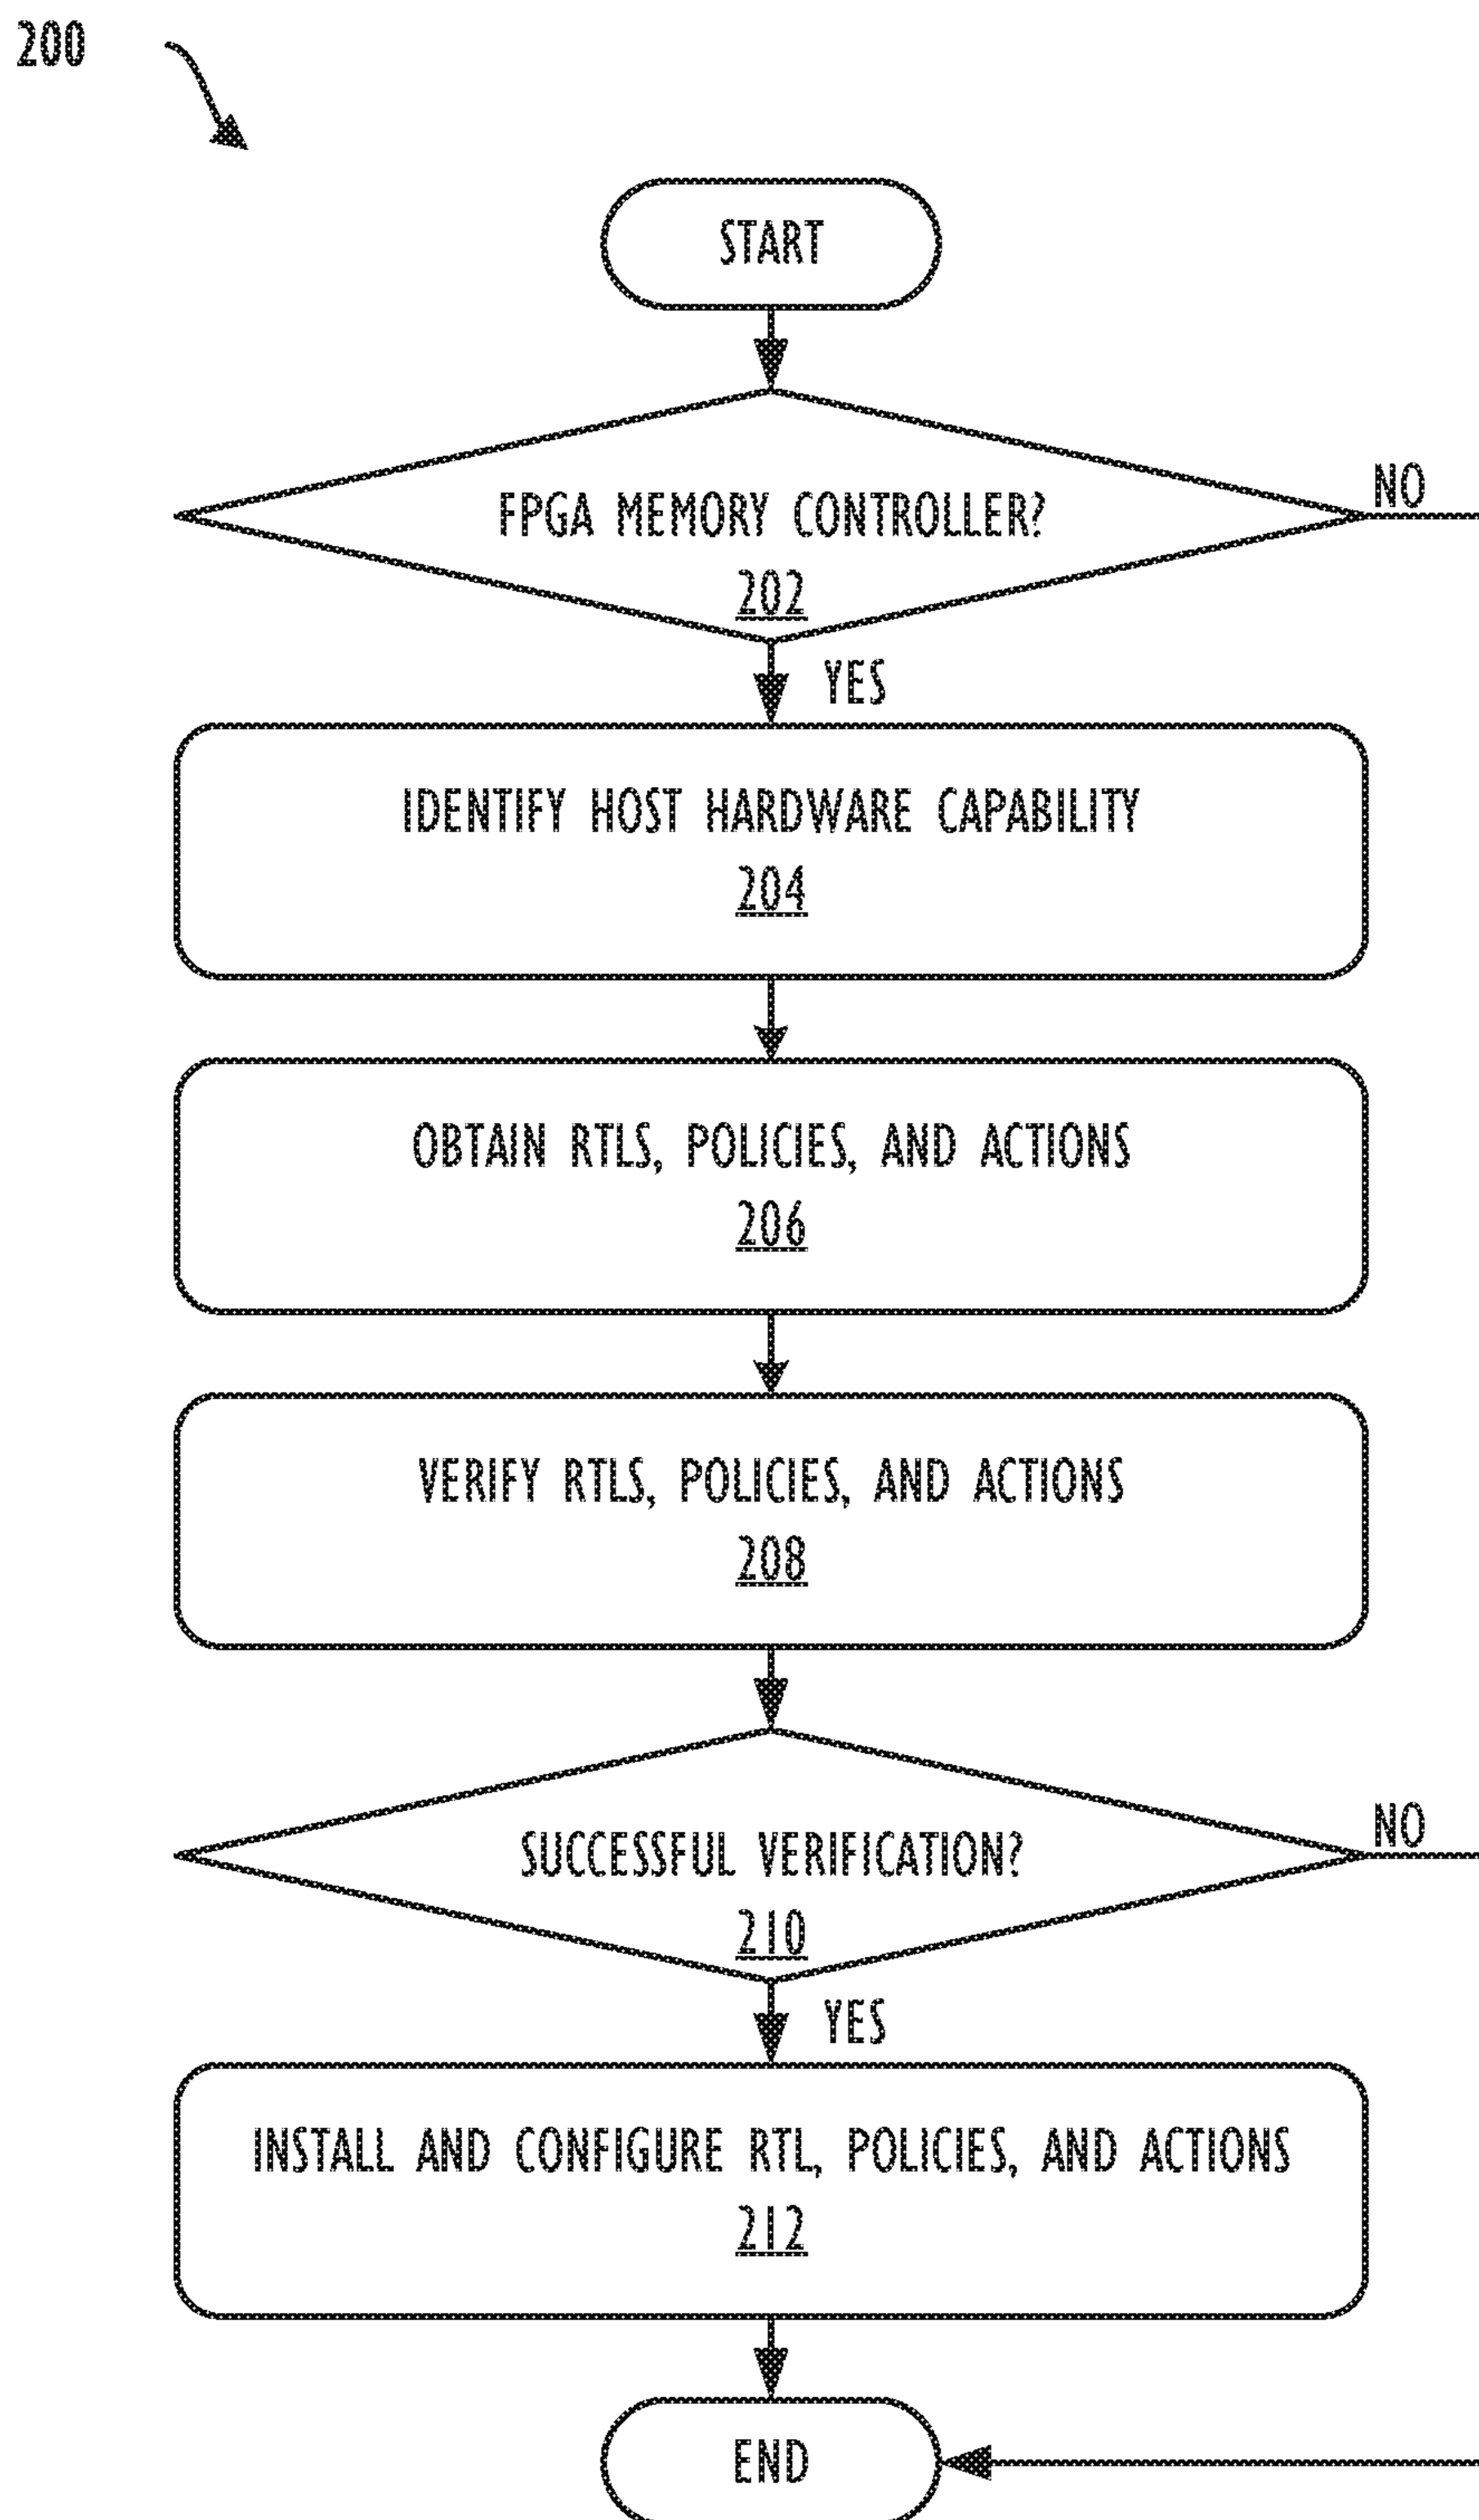 200
START
FPGA MEMORY CONTROLLER?
NO
202
YES
IDENTIFY HOST HARDWARE CAPABILITY
204
OBTAIN RTLS, POLICIES, AND ACTIONS
206
VERIFY RTLS, POLICIES, AND ACTIONS
208
SUCCESSFUL VERIFICATION?
NO
210
YES
INSTALL AND CONFIGURE RTL, POLICIES, AND ACTIONS
212
END